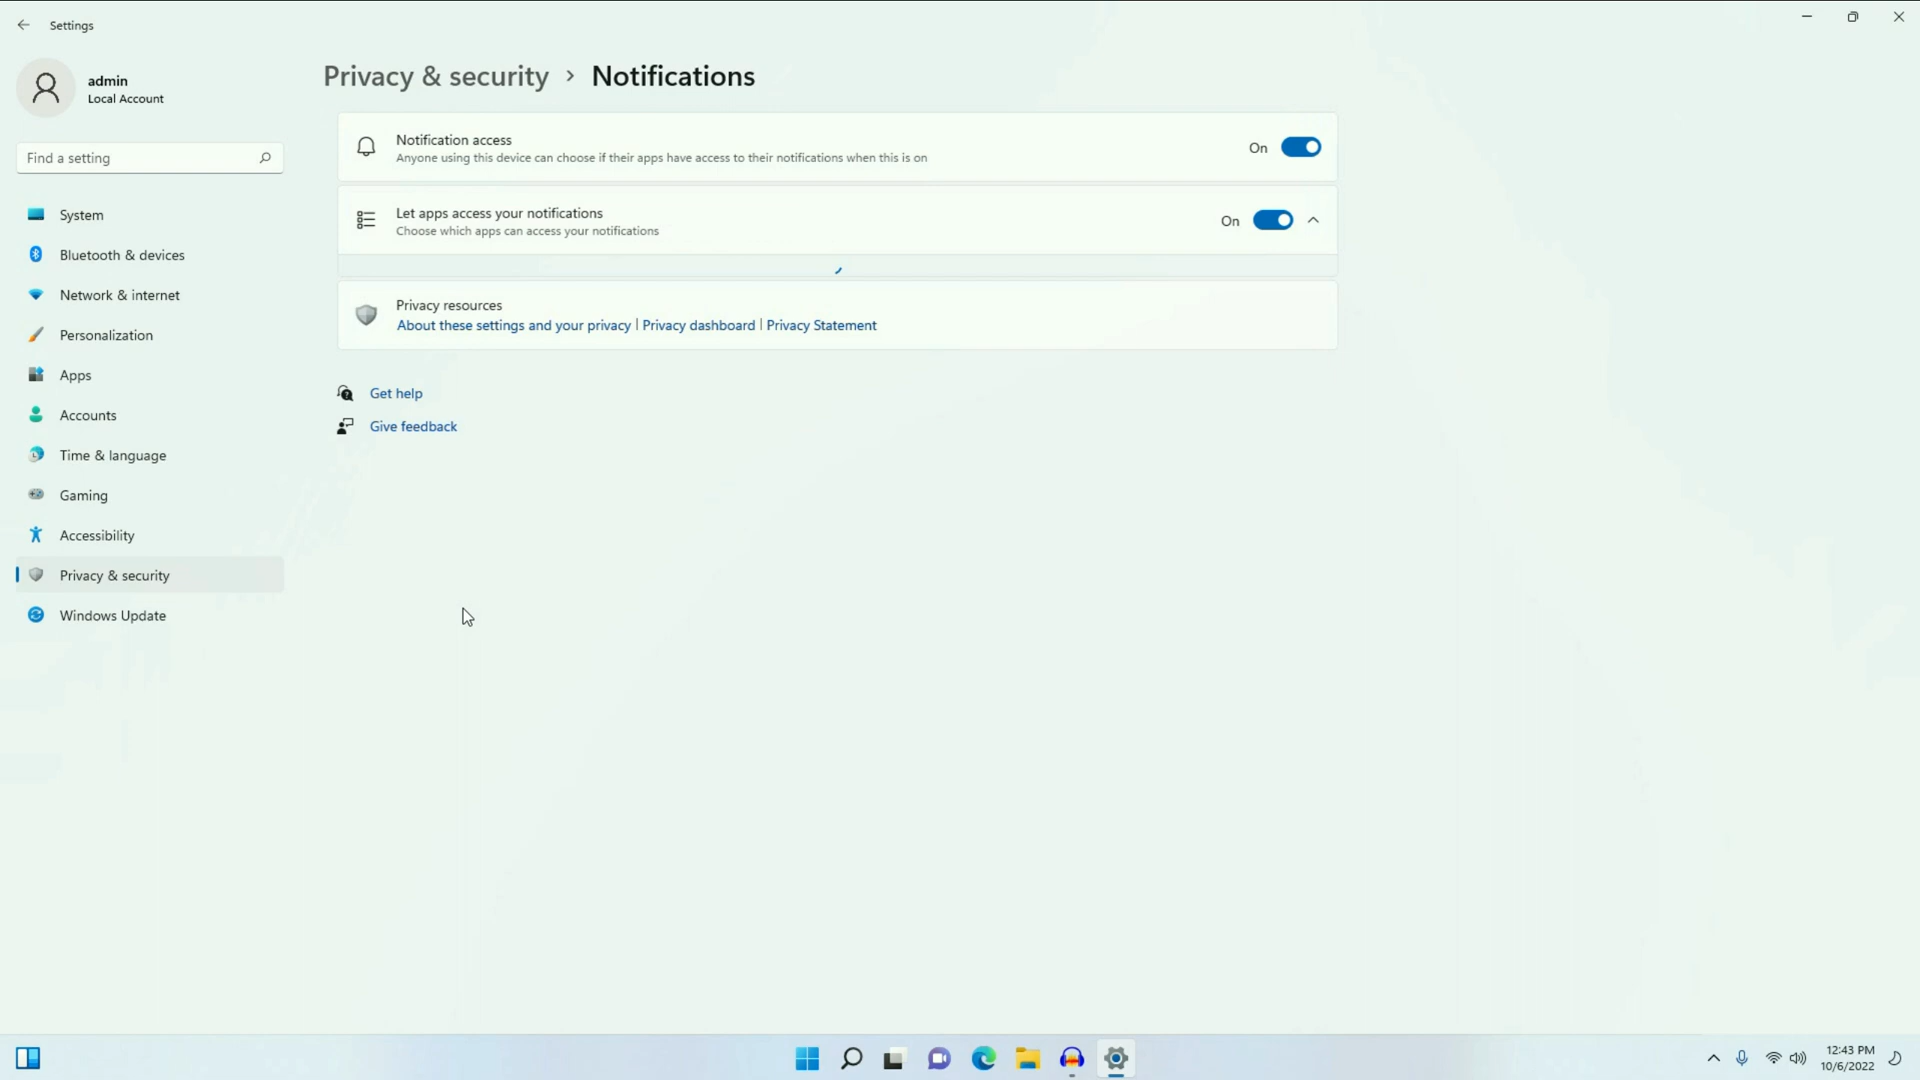 Settings
admin
Local Account
Find a setting
System
Bluetooth & devices
Network & internet
Personalization
Apps
Accounts
Time & language
Gaming
Accessibility
Privacy & security
Windows Update
Privacy & security > Notifications
Notification access
Anyone using this device can choose if their apps have access to their notifications when this is on
On
Let apps access your notifications
Choose which apps can access your notifications
On
Privacy resources
About these settings and your privacy | Privacy dashboard | Privacy Statement
Get help
Give feedback
12:43 PM
10/6/2022